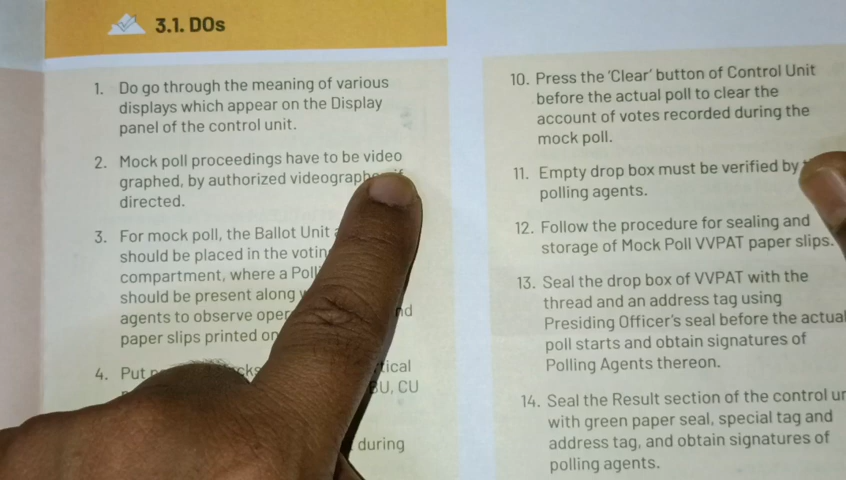 3.1. DOs
1. Do go through the meaning of various
displays which appear on the Display
panel of the control unit.
2. Mock poll proceedings have to be video
graphed, by authorized
directed.
3. For mock poll, the Ballot Unit
should be placed in the
compartment, where a
should be present along
agents to observe
paper slips printed
4. Put
BU, CU
during
10. Press the 'Clear' button of Control Unit
before the actual poll to clear the
account of votes recorded during the
mock poll.
11. Empty drop box must be verified by
polling agents.
12. Follow the procedure for sealing and
storage of Mock Poll VVPAT paper slips.
13. Seal the drop box of VVPAT with the
thread and an address tag using
Presiding Officer's seal before the actual
poll starts and obtain signatures of
Polling Agents thereon.
14. Seal the Result section of the control
with green paper seal, special tag and
address tag, and obtain signatures of
polling agents.